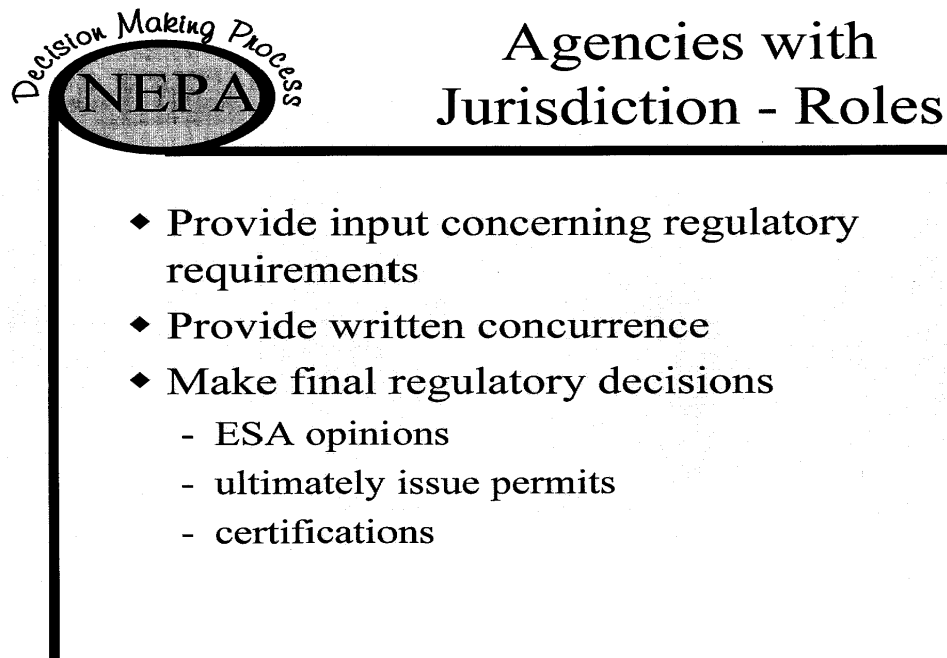 Decision Making Process
NEPA
Agencies with
Jurisdiction - Roles
◆ Provide input concerning regulatory
requirements
◆ Provide written concurrence
◆ Make final regulatory decisions
- ESA opinions
- ultimately issue permits
- certifications